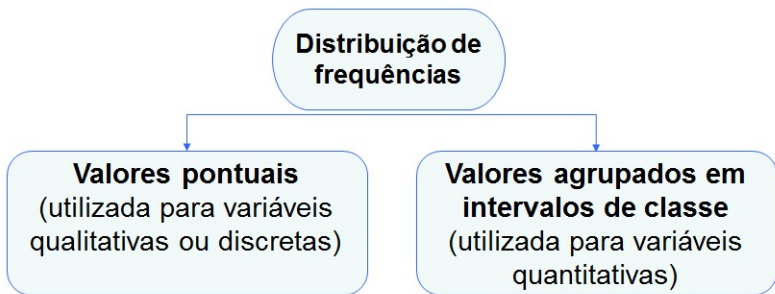 Distribuição de
frequências
Valores pontuais
(utilizada para variáveis
qualitativas ou discretas)
Valores agrupados em
intervalos de classe
(utilizada para variáveis
quantitativas)